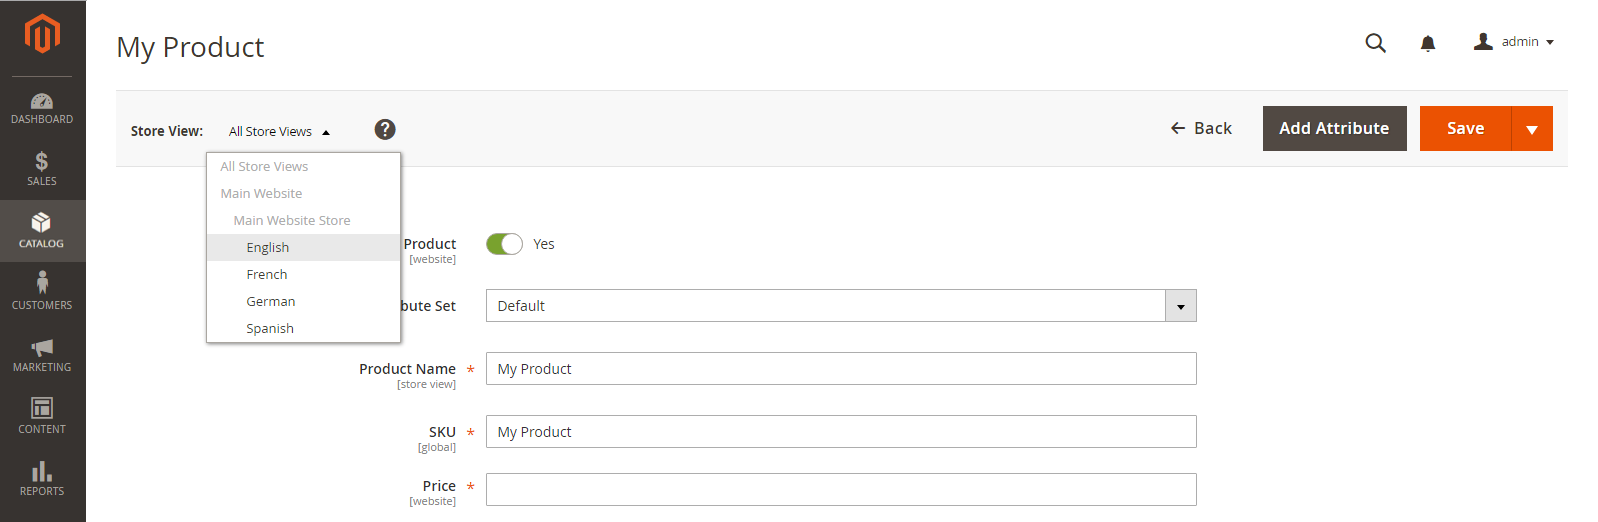 My Product
admin
DASHBOARD
SALES
CATALOG
CUSTOMERS
MARKETING
CONTENT
REPORTS
Store View: All Store Views ?
Back Add Attribute Save
All Store Views
Main Website
Main Website Store
English
French
German
Spanish
Product Yes
[website]
bute Set Default
Product Name * My Product
[store view]
SKU * My Product
[global]
Price *
[website]